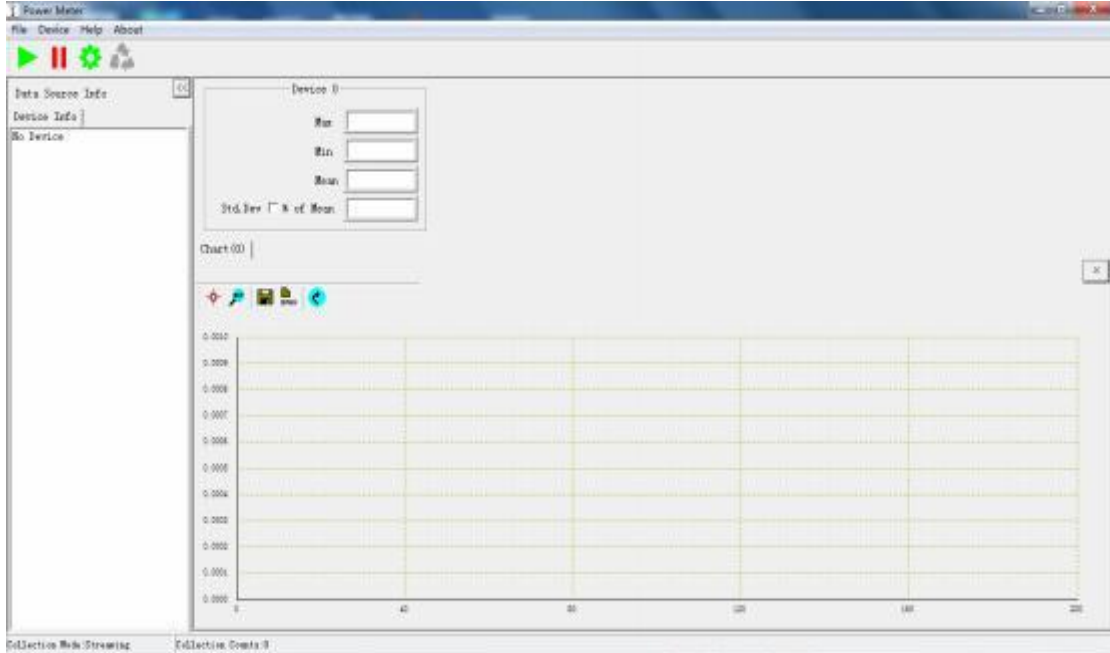 Power Meter
File Device Help About
Data Source Info
<<
Device Info
No Device
Device 0
Max
Min
Mean
Std.Dev % of Mean
Chart(0)
x
0.0010
0.0009
0.0008
0.0007
0.0006
0.0005
0.0004
0.0003
0.0002
0.0001
0.0000
0 40 80 120 160 200
Collection Mode:Streaming Collection Counts:0